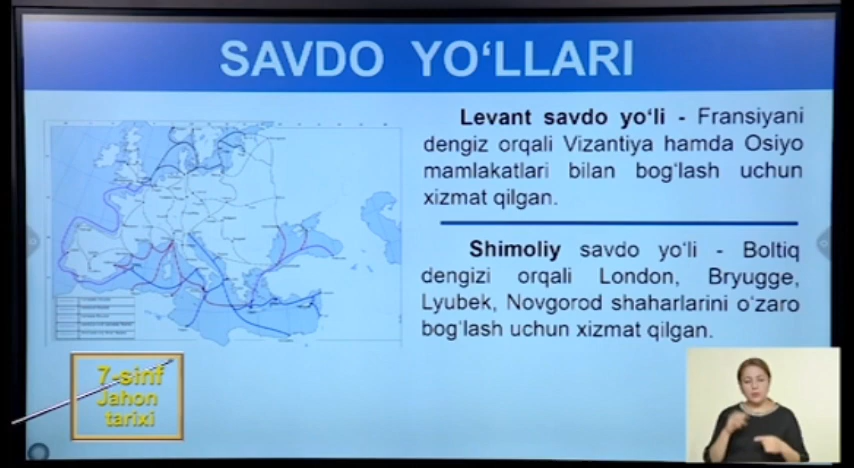 SAVDO YO‘LLARI
Levant savdo yo‘li - Fransiyani
dengiz orqali Vizantiya hamda Osiyo
mamlakatlari bilan bog‘lash uchun
xizmat qilgan.
Shimoliy savdo yo‘li - Boltiq
dengizi orqali London, Bryugge,
Lyubek, Novgorod shaharlarini o‘zaro
bog‘lash uchun xizmat qilgan.
7-sinf
Jahon
tarixi